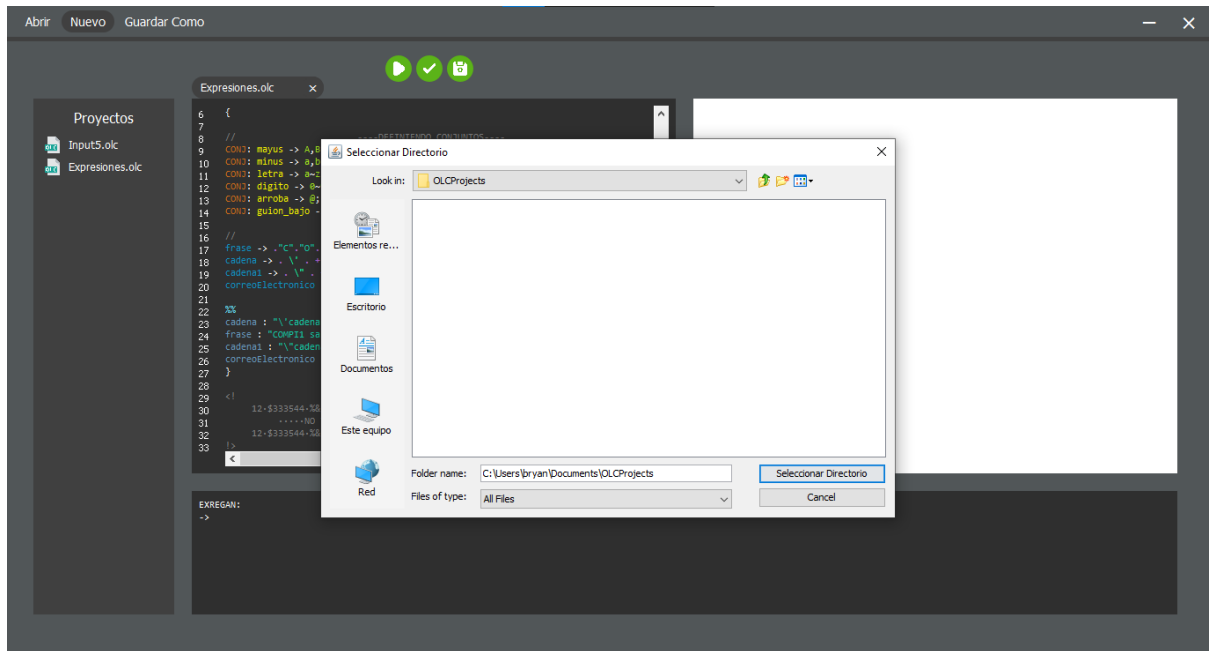 Abrir Nuevo Guardar Como
Expresiones.olc x
Proyectos
Input5.olc
Expresiones.olc
6 {
7
8 // ----DEFINIENDO CONJUNTOS----
9 CONJ: mayus -> A,B
10 CONJ: minus -> a,b
11 CONJ: letra -> a~z
12 CONJ: digito -> 0~
13 CONJ: arroba -> @;
14 CONJ: guion_bajo -
15
16 //
17 frase -> ."C"."O".
18 cadena -> . \' . +
19 cadena1 -> . \" .
20 correoElectronico
21
22 %%
23 cadena : "\'cadena
24 frase : "COMPI1 sa
25 cadena1 : "\"caden
26 correoElectronico
27 }
28
29 <!
30 12·$333544·%&
31 ·····NO
32 12·$333544·%&
33 !>
Seleccionar Directorio
Look in: OLCProjects
Elementos re...
Escritorio
Documentos
Este equipo
Red
Folder name: C:\Users\bryan\Documents\OLCProjects Seleccionar Directorio
Files of type: All Files Cancel
EXREGAN:
->